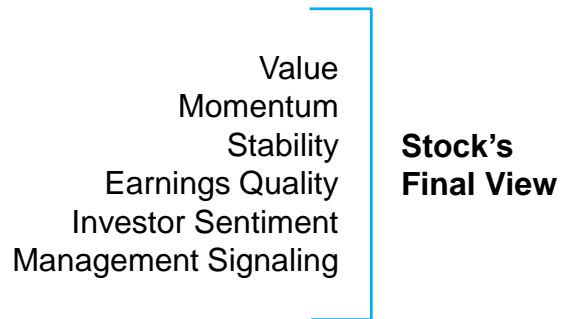 Value
Momentum
Stability
Earnings Quality
Investor Sentiment
Management Signaling
Stock’s
Final View